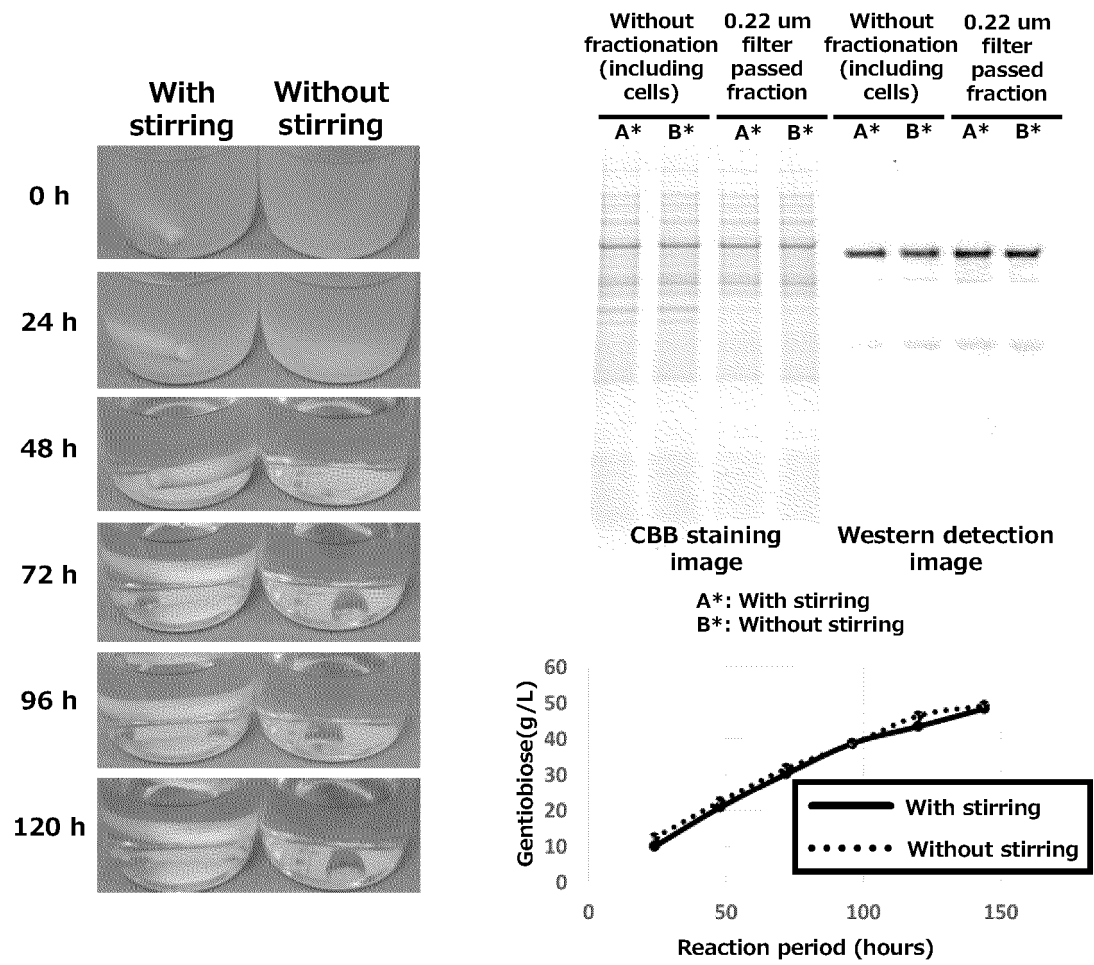 With
stirring
Without
stirring
0 h
24 h
48 h
72 h
96 h
120 h
Without
fractionation
(including
cells)
0.22 um
filter
passed
fraction
Without
fractionation
(including
cells)
0.22 um
filter
passed
fraction
A* B* A* B* A* B* A* B*
CBB staining
image
Western detection
image
A*: With stirring
B*: Without stirring
Gentiobiose(g/L)
60
50
40
30
20
10
0
0 50 100 150
Reaction period (hours)
With stirring
Without stirring